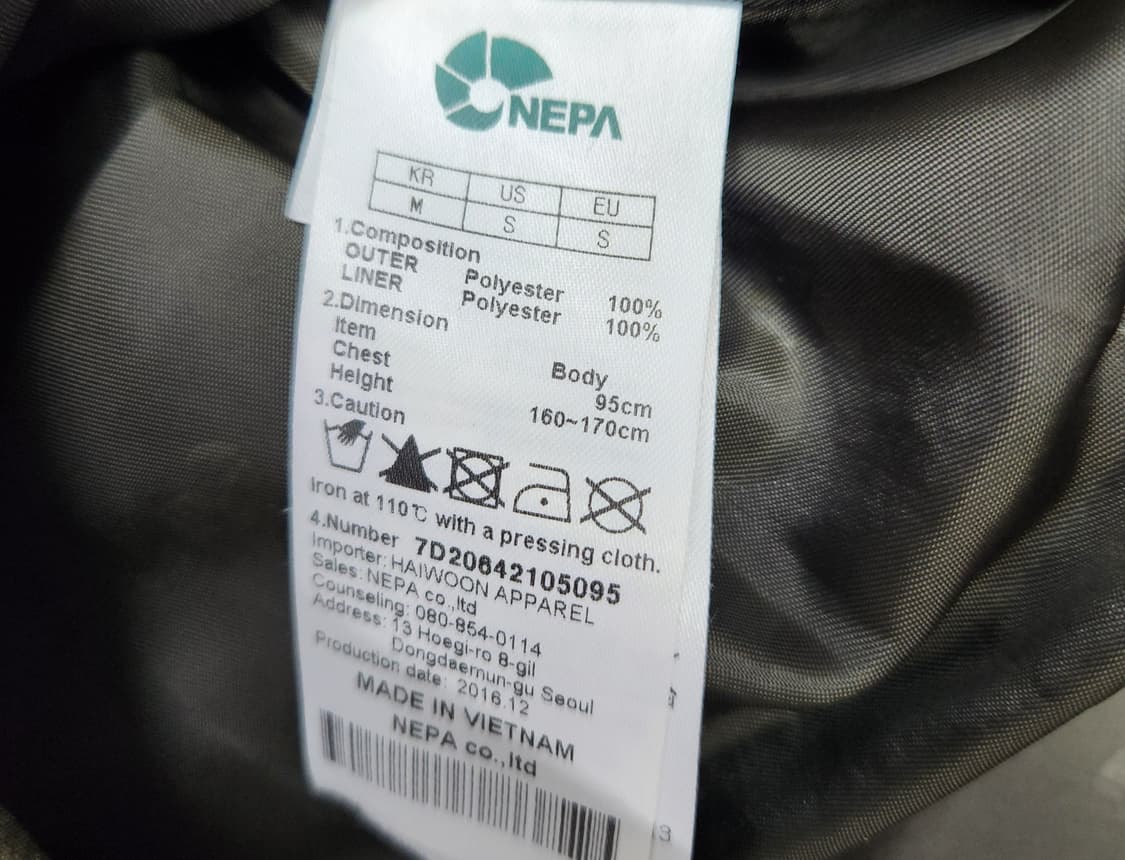 NEPA
KR US EU
M S S
1.Composition
OUTER Polyester 100%
LINER Polyester 100%
2.Dimension
Item Body
Chest 95cm
Height 160~170cm
3.Caution
Iron at 110℃ with a pressing cloth.
4.Number 7D20642105095
Importer: HAIWOON APPAREL
Sales: NEPA co.,ltd
Counseling: 080-854-0114
Address: 13 Hoegi-ro 8-gil
Dongdaemun-gu Seoul
Production date: 2016.12
MADE IN VIETNAM
NEPA co.,ltd